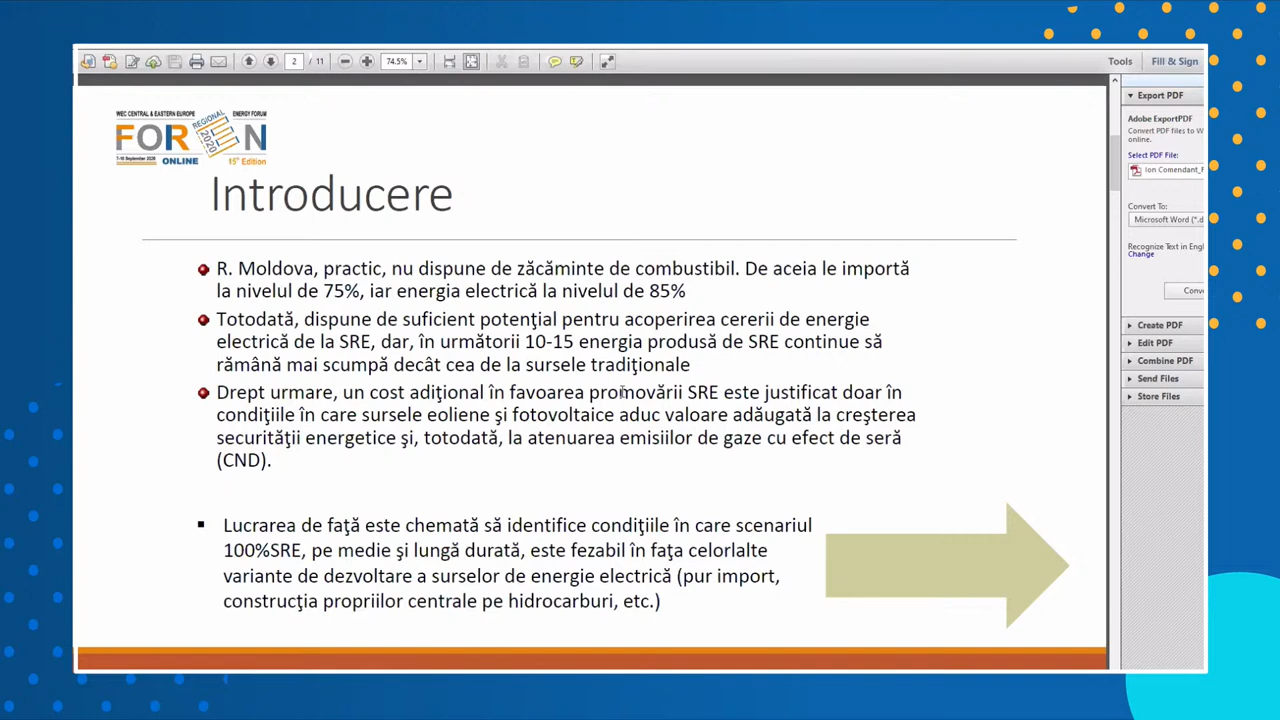 2 / 11
74.5%
Tools
Fill & Sign
WEC CENTRAL & EASTERN EUROPE
ENERGY FORUM
FOREN
REGIONAL
2020
7-10 September 2020
ONLINE
15th Edition
Introducere
R. Moldova, practic, nu dispune de zăcăminte de combustibil. De aceia le importă
la nivelul de 75%, iar energia electrică la nivelul de 85%
Totodată, dispune de suficient potenţial pentru acoperirea cererii de energie
electrică de la SRE, dar, în următorii 10-15 energia produsă de SRE continue să
rămână mai scumpă decât cea de la sursele tradiţionale
Drept urmare, un cost adiţional în favoarea promovării SRE este justificat doar în
condiţiile în care sursele eoliene şi fotovoltaice aduc valoare adăugată la creşterea
securităţii energetice şi, totodată, la atenuarea emisiilor de gaze cu efect de seră
(CND).
Lucrarea de faţă este chemată să identifice condiţiile în care scenariul
100%SRE, pe medie şi lungă durată, este fezabil în faţa celorlalte
variante de dezvoltare a surselor de energie electrică (pur import,
construcţia propriilor centrale pe hidrocarburi, etc.)
Export PDF
Adobe ExportPDF
Convert PDF files to W
online.
Select PDF File:
Ion Comendant_F
Convert To:
Microsoft Word (*.d
Recognize Text in Engl
Change
Conv
Create PDF
Edit PDF
Combine PDF
Send Files
Store Files